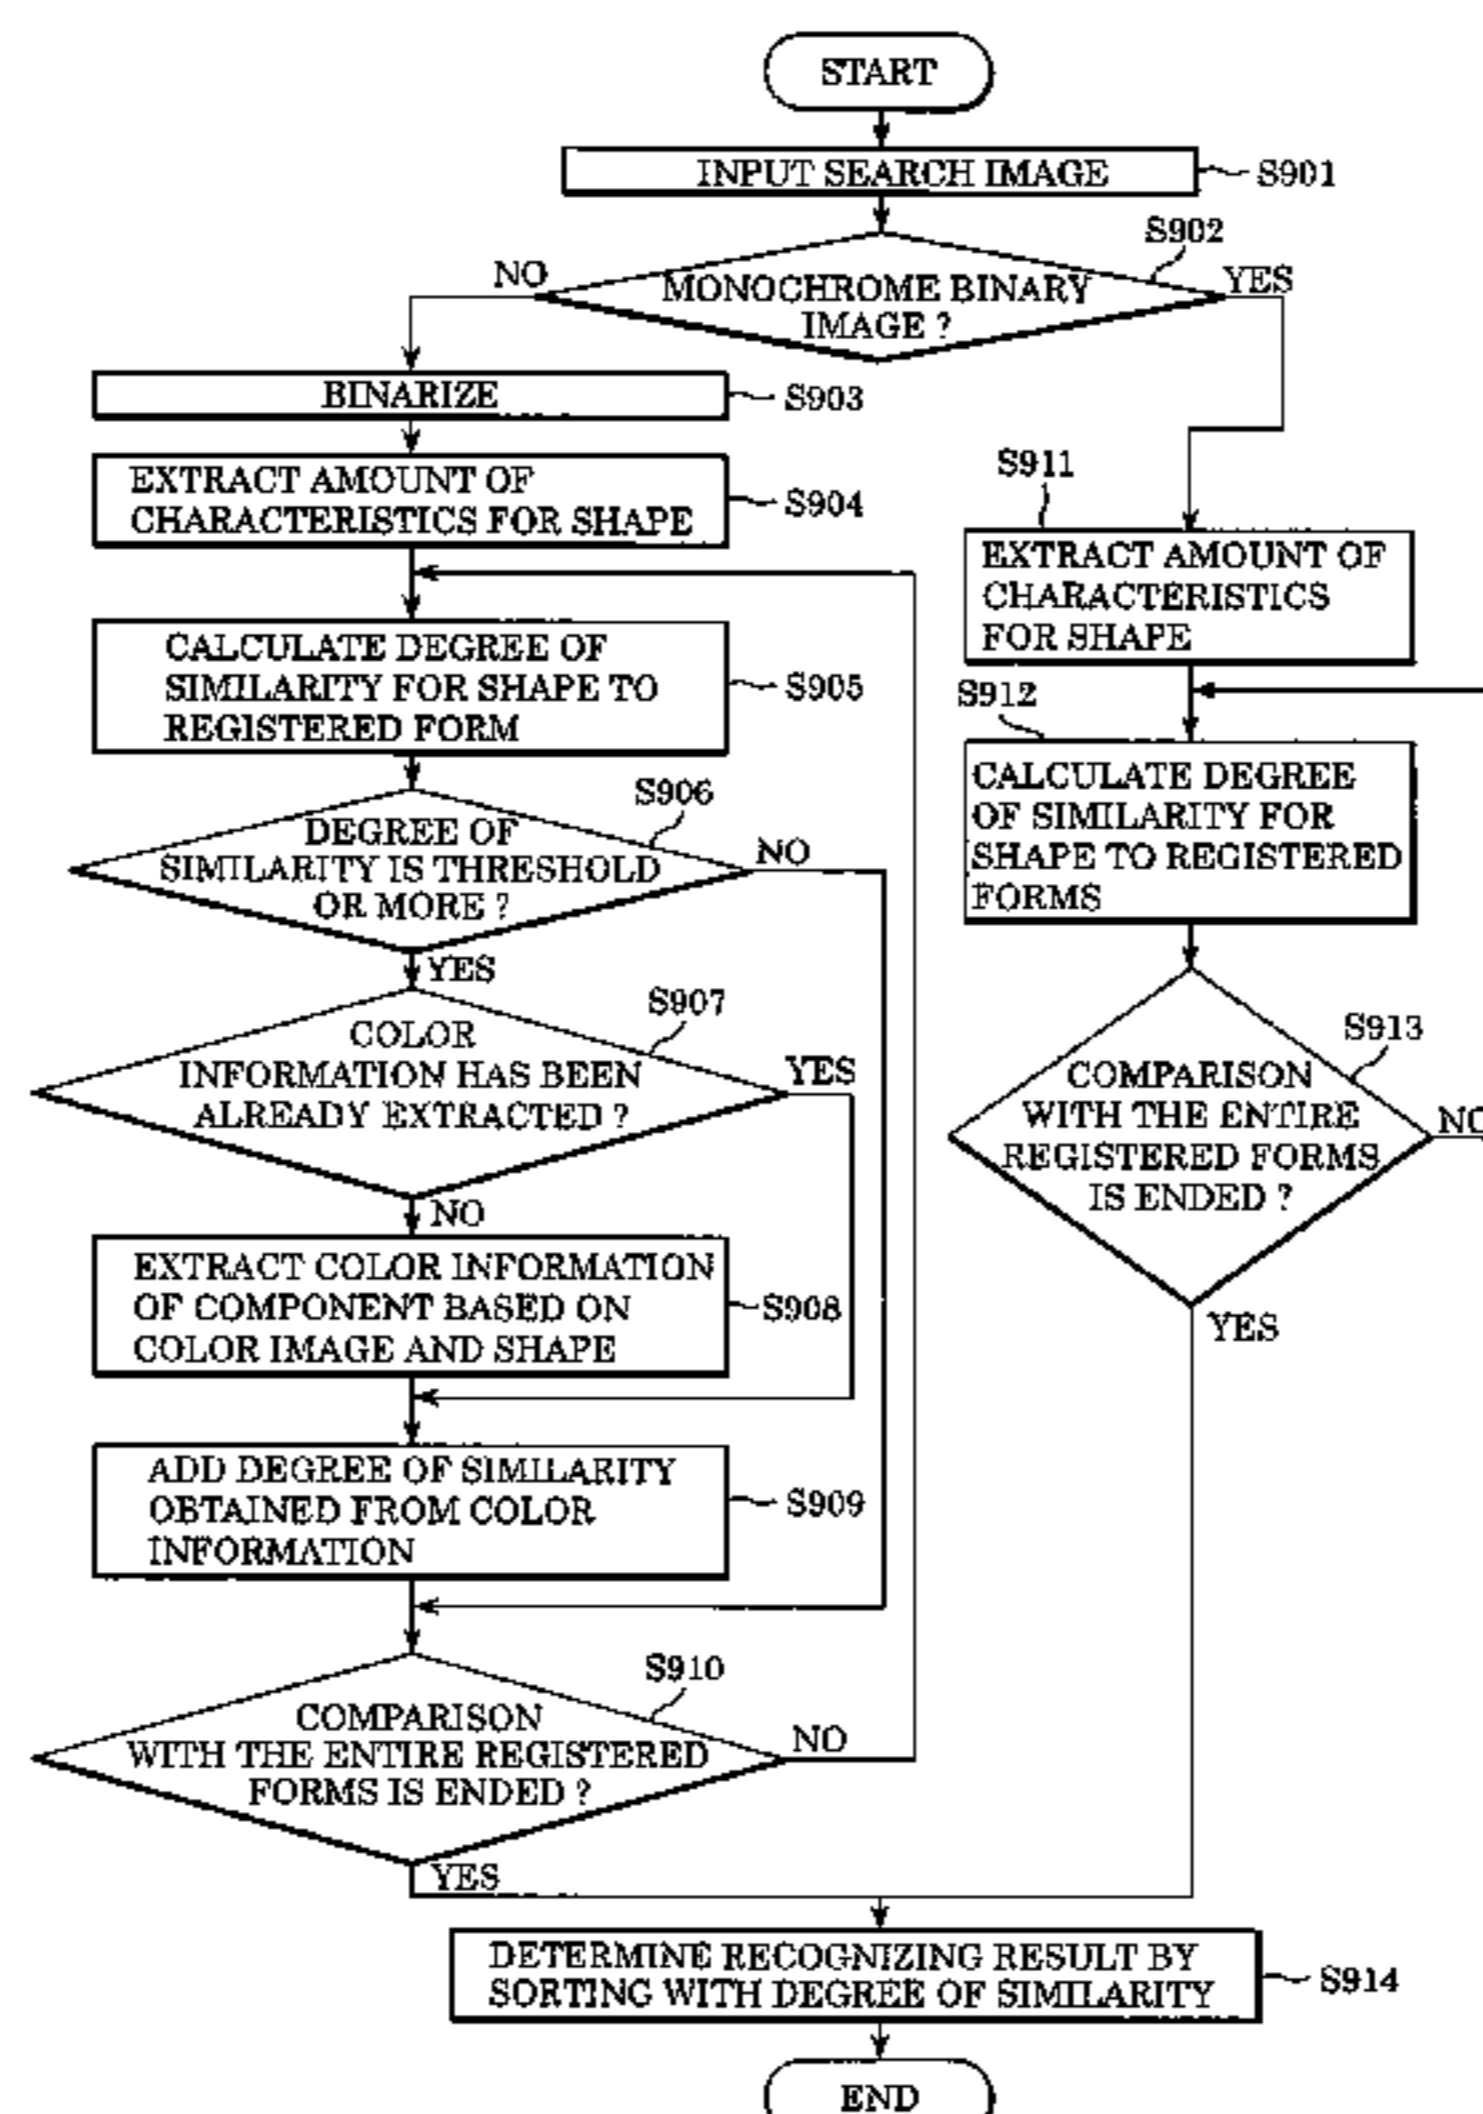 START
INPUT SEARCH IMAGE
S901
S902
NO
MONOCHROME BINARY
IMAGE ?
YES
BINARIZE
S903
EXTRACT AMOUNT OF
CHARACTERISTICS FOR SHAPE
S904
CALCULATE DEGREE OF
SIMILARITY FOR SHAPE TO
REGISTERED FORM
S905
S906
DEGREE OF
SIMILARITY IS THRESHOLD
OR MORE ?
NO
YES
S907
COLOR
INFORMATION HAS BEEN
ALREADY EXTRACTED ?
YES
NO
EXTRACT COLOR INFORMATION
OF COMPONENT BASED ON
COLOR IMAGE AND SHAPE
S908
ADD DEGREE OF SIMILARITY
OBTAINED FROM COLOR
INFORMATION
S909
S910
COMPARISON
WITH THE ENTIRE REGISTERED
FORMS IS ENDED ?
NO
YES
S911
EXTRACT AMOUNT OF
CHARACTERISTICS
FOR SHAPE
S912
CALCULATE DEGREE
OF SIMILARITY FOR
SHAPE TO REGISTERED
FORMS
S913
COMPARISON
WITH THE ENTIRE
REGISTERED FORMS
IS ENDED ?
NO
YES
DETERMINE RECOGNIZING RESULT BY
SORTING WITH DEGREE OF SIMILARITY
S914
END